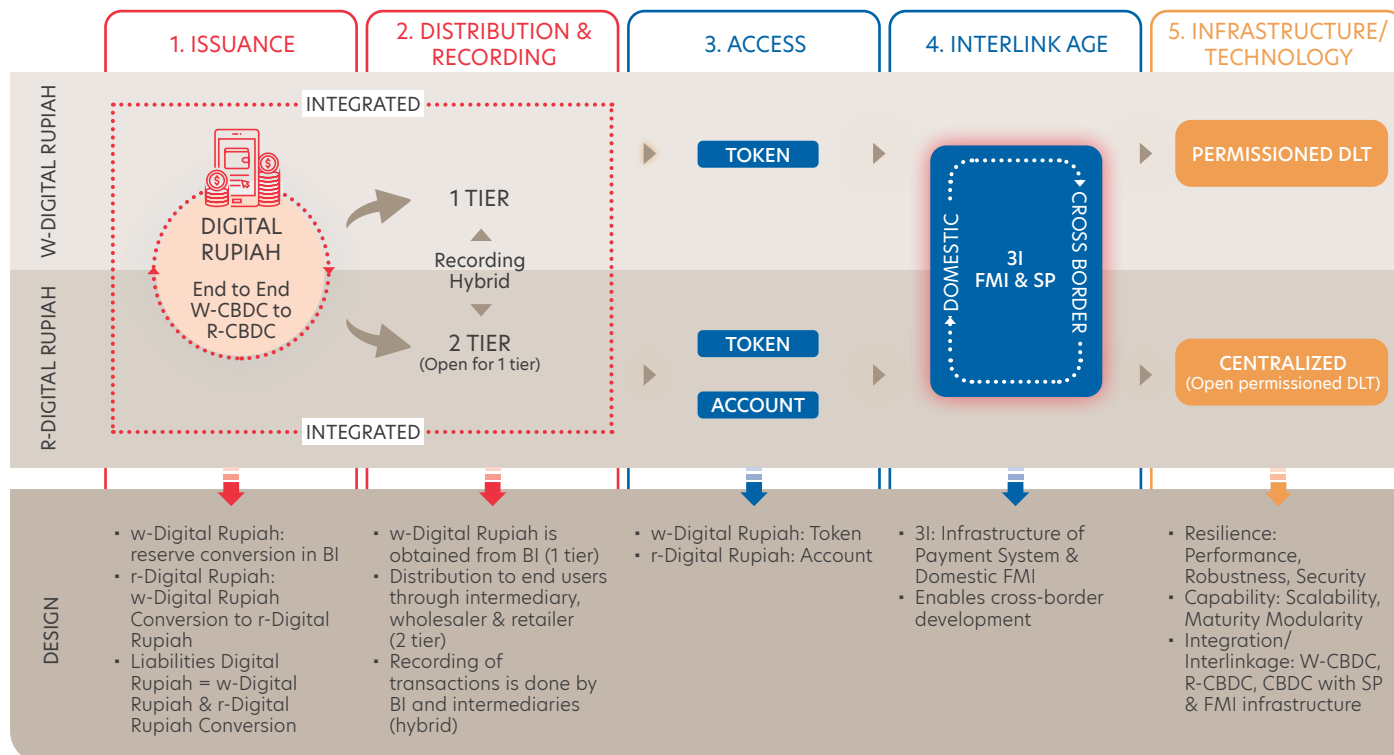 1. ISSUANCE
2. DISTRIBUTION &
RECORDING
3. ACCESS
4. INTERLINK AGE
5. INFRASTRUCTURE/
TECHNOLOGY
W-DIGITAL RUPIAH
INTEGRATED
DIGITAL
RUPIAH
End to End
W-CBDC to
R-CBDC
1 TIER
Recording
Hybrid
2 TIER
(Open for 1 tier)
INTEGRATED
TOKEN
DOMESTIC
3I
FMI & SP
CROSS BORDER
PERMISSIONED DLT
R-DIGITAL RUPIAH
TOKEN
ACCOUNT
CENTRALIZED
(Open permissioned DLT)
DESIGN
▪ w-Digital Rupiah:
reserve conversion in BI
▪ r-Digital Rupiah:
w-Digital Rupiah
Conversion to r-Digital
Rupiah
▪ Liabilities Digital
Rupiah = w-Digital
Rupiah & r-Digital
Rupiah Conversion
▪ w-Digital Rupiah is
obtained from BI (1 tier)
▪ Distribution to end users
through intermediary,
wholesaler & retailer
(2 tier)
▪ Recording of
transactions is done by
BI and intermediaries
(hybrid)
▪ w-Digital Rupiah: Token
▪ r-Digital Rupiah: Account
▪ 3I: Infrastructure of
Payment System &
Domestic FMI
▪ Enables cross-border
development
▪ Resilience:
Performance,
Robustness, Security
▪ Capability: Scalability,
Maturity Modularity
▪ Integration/
Interlinkage: W-CBDC,
R-CBDC, CBDC with SP
& FMI infrastructure